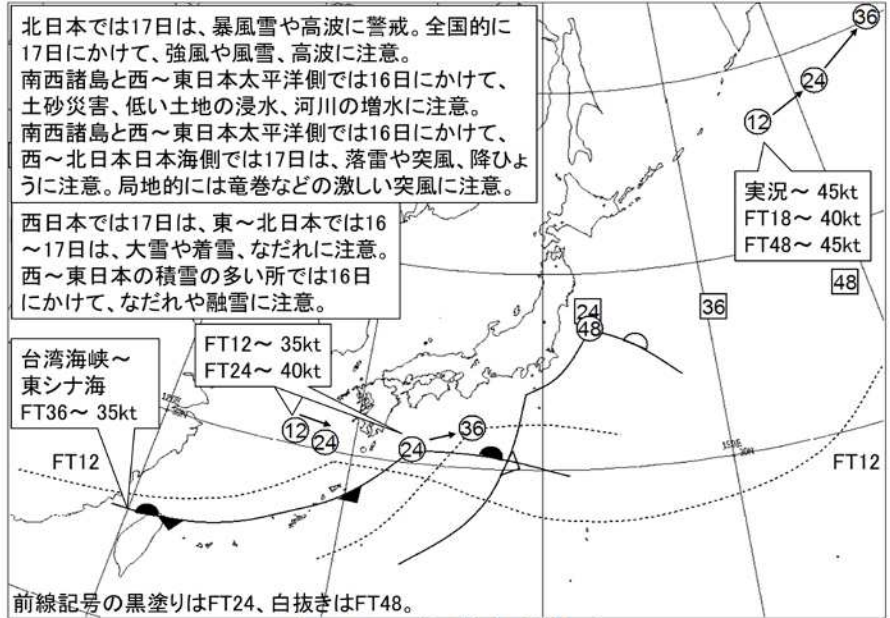 北日本では17日は、暴風雪や高波に警戒。全国的に
17日にかけて、強風や風雪、高波に注意。
南西諸島と西～東日本太平洋側では16日にかけて、
土砂災害、低い土地の浸水、河川の増水に注意。
南西諸島と西～東日本太平洋側では16日にかけて、
西～北日本日本海側では17日は、落雷や突風、降ひょ
うに注意。局地的には竜巻などの激しい突風に注意。
西日本では17日は、東～北日本では16
～17日は、大雪や着雪、なだれに注意。
西～東日本の積雪の多い所では16日
にかけて、なだれや融雪に注意。
36
24
12
実況～ 45kt
FT18～ 40kt
FT48～ 45kt
48
36
24
48
FT12～ 35kt
FT24～ 40kt
台湾海峡～
東シナ海
FT36～ 35kt
12
24
24
36
FT12
FT12
150E
30N
前線記号の黒塗りはFT24、白抜きはFT48。